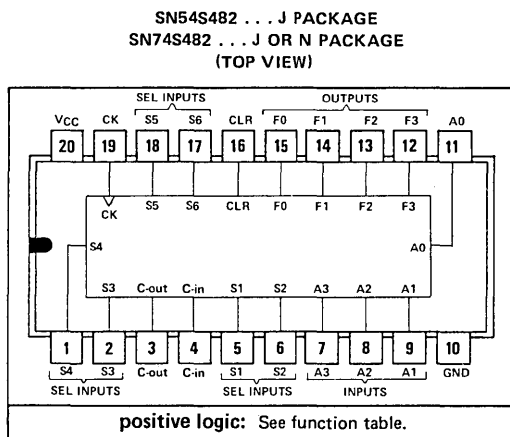 SN54S482 . . . J PACKAGE
SN74S482 . . . J OR N PACKAGE
(TOP VIEW)
SEL INPUTS OUTPUTS
VCC CK S5 S6 CLR F0 F1 F2 F3 A0
20 19 18 17 16 15 14 13 12 11
CK S5 S6 CLR F0 F1 F2 F3
S4 A0
S3 C-out C-in S1 S2 A3 A2 A1
1 2 3 4 5 6 7 8 9 10
S4 S3 C-out C-in S1 S2 A3 A2 A1 GND
SEL INPUTS SEL INPUTS INPUTS
positive logic: See function table.